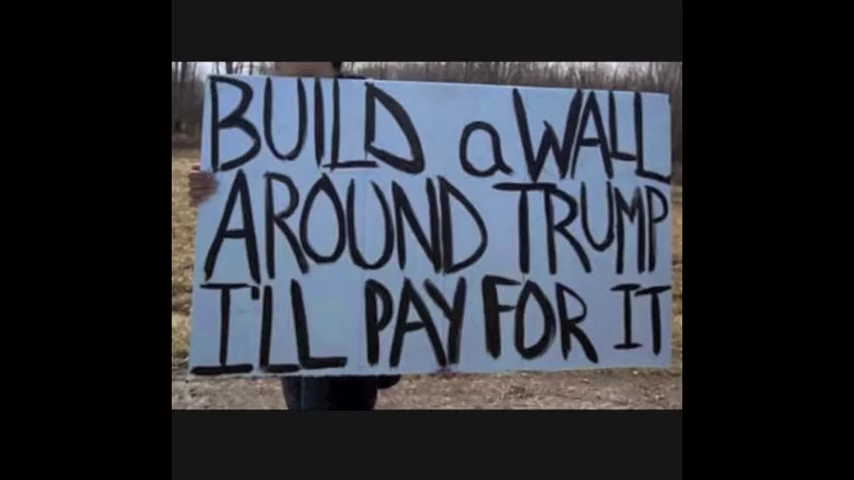 BUILD a WALL
AROUND TRUMP
I'LL PAY FOR IT